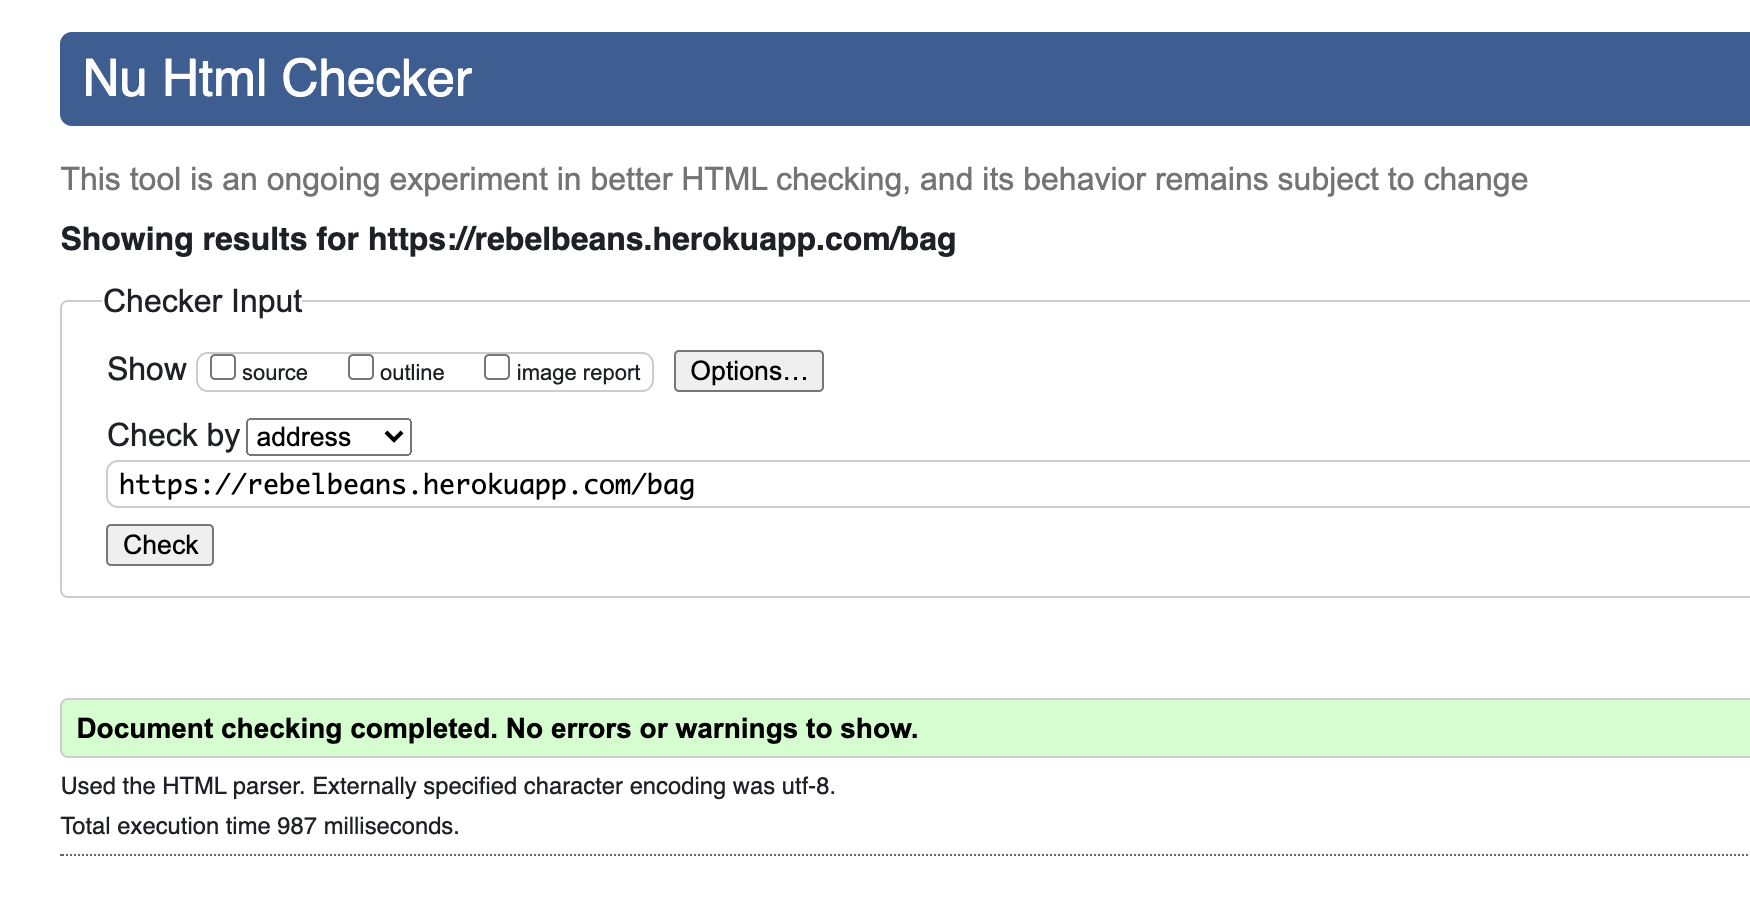 Nu Html Checker
This tool is an ongoing experiment in better HTML checking, and its behavior remains subject to change
Showing results for https://rebelbeans.herokuapp.com/bag
Checker Input
Show source outline image report Options...
Check by address
https://rebelbeans.herokuapp.com/bag
Check
Document checking completed. No errors or warnings to show.
Used the HTML parser. Externally specified character encoding was utf-8.
Total execution time 987 milliseconds.